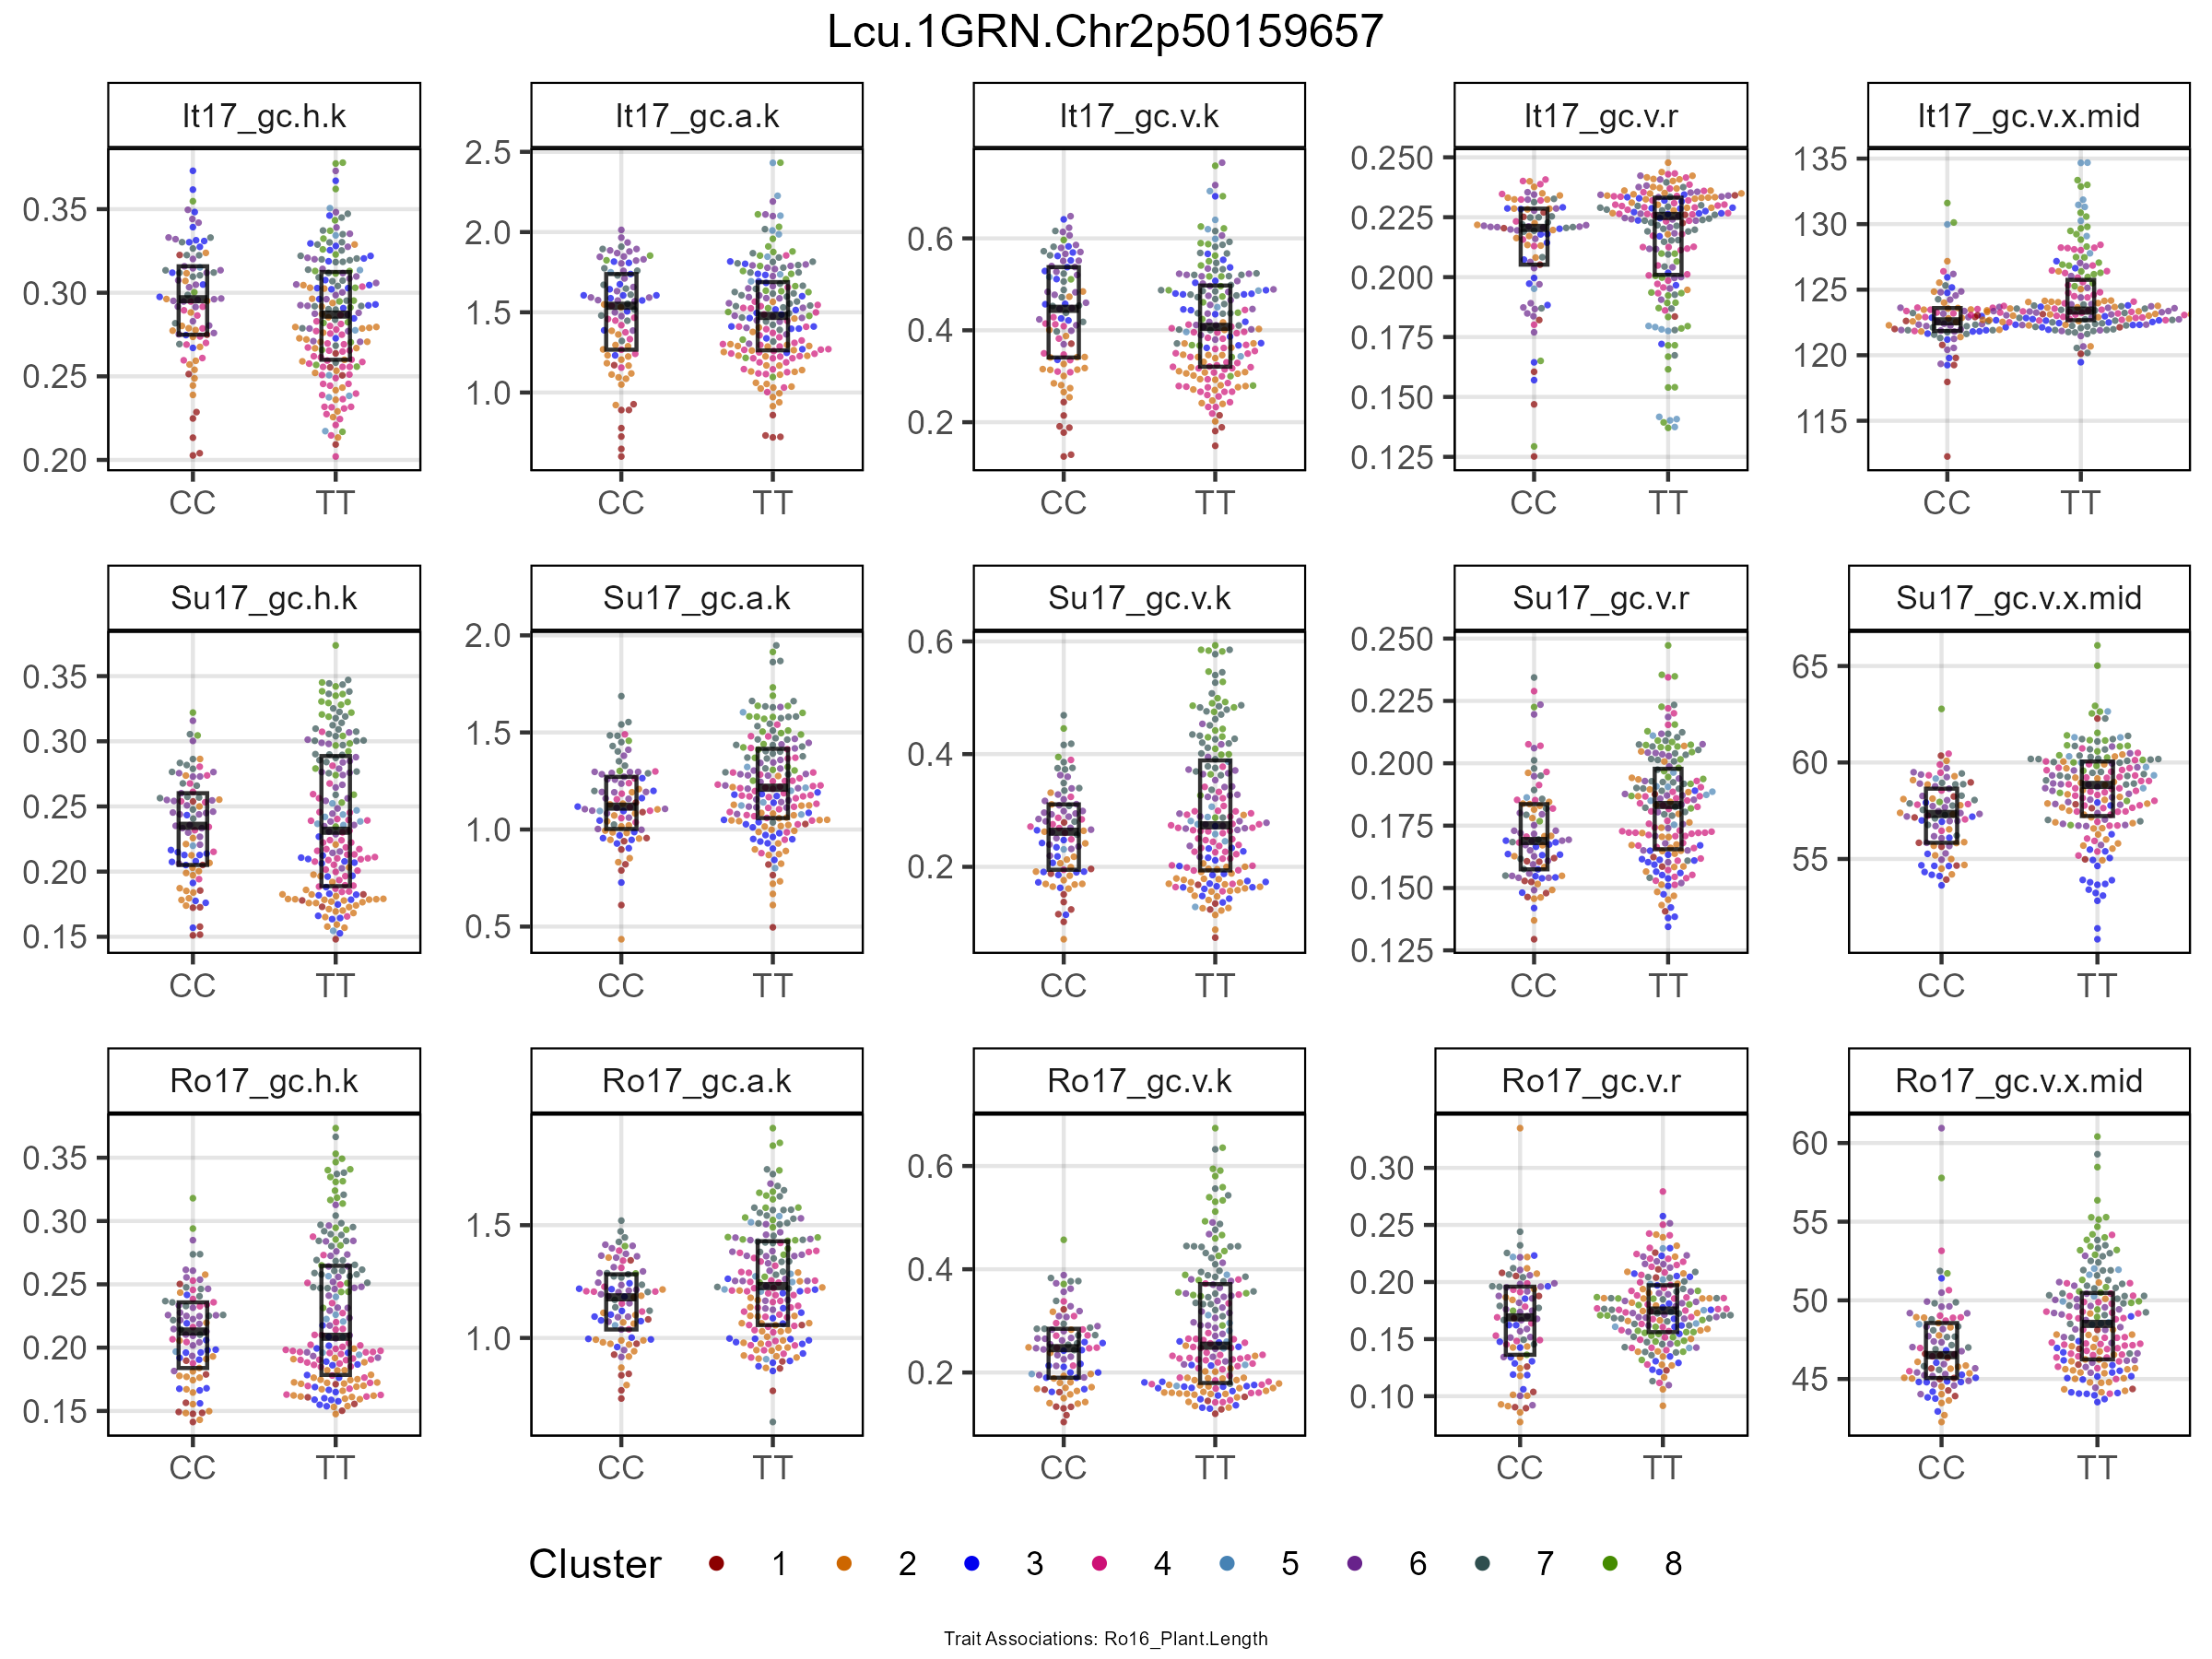 Lcu.1GRN.Chr2p50159657
It17_gc.h.k It17_gc.a.k It17_gc.v.k It17_gc.v.r It17_gc.v.x.mid
0.35 0.30 0.25 0.20
2.5 2.0 1.5 1.0
0.6 0.4 0.2
0.250 0.225 0.200 0.175 0.150 0.125
135 130 125 120 115
CC TT CC TT CC TT CC TT CC TT
Su17_gc.h.k Su17_gc.a.k Su17_gc.v.k Su17_gc.v.r Su17_gc.v.x.mid
0.35 0.30 0.25 0.20 0.15
2.0 1.5 1.0 0.5
0.6 0.4 0.2
0.250 0.225 0.200 0.175 0.150 0.125
65 60 55
CC TT CC TT CC TT CC TT CC TT
Ro17_gc.h.k Ro17_gc.a.k Ro17_gc.v.k Ro17_gc.v.r Ro17_gc.v.x.mid
0.35 0.30 0.25 0.20 0.15
1.5 1.0
0.6 0.4 0.2
0.30 0.25 0.20 0.15 0.10
60 55 50 45
CC TT CC TT CC TT CC TT CC TT
Cluster 1 2 3 4 5 6 7 8
Trait Associations: Ro16_Plant.Length